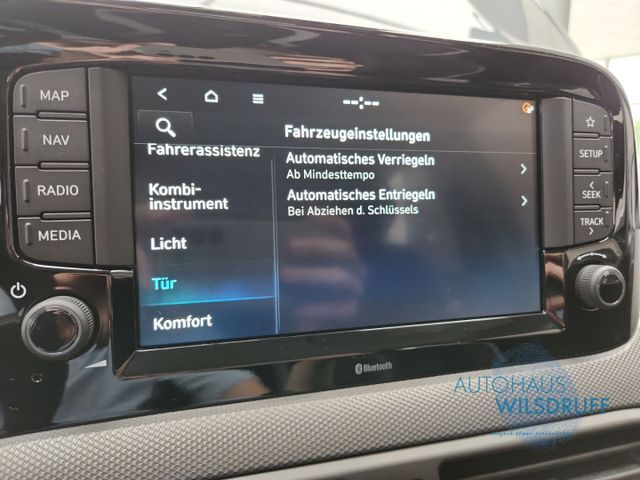 MAP
NAV
RADIO
MEDIA
--:--
Fahrzeugeinstellungen
Fahrerassistenz
Kombi-
instrument
Licht
Tür
Komfort
Automatisches Verriegeln
Ab Mindesttempo
Automatisches Entriegeln
Bei Abziehen d. Schlüssels
SETUP
SEEK
TRACK
Bluetooth
AUTOHAUS
WILSDRUFF